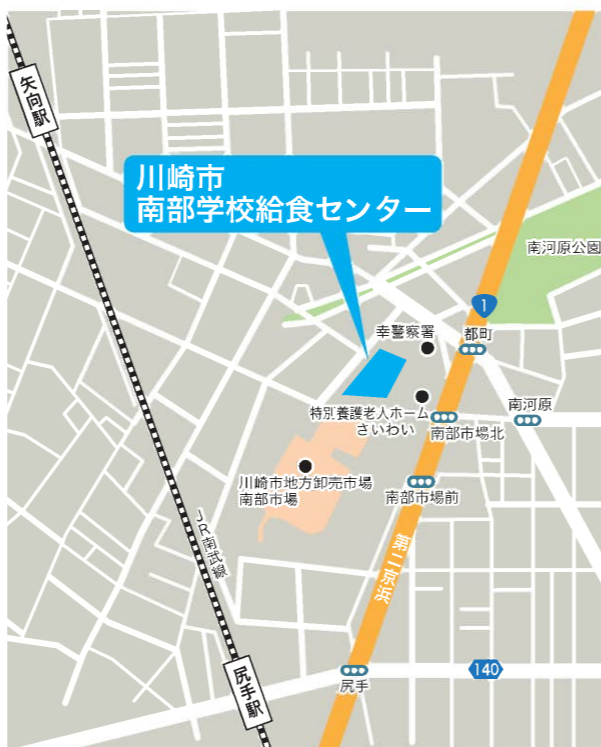 矢向駅
川崎市
南部学校給食センター
南河原公園
1
幸警察署
都町
特別養護老人ホーム
さいわい
南河原
南部市場北
川崎市地方卸売市場
南部市場
南部市場前
JR南武線
第二京浜
尻手駅
尻手
140